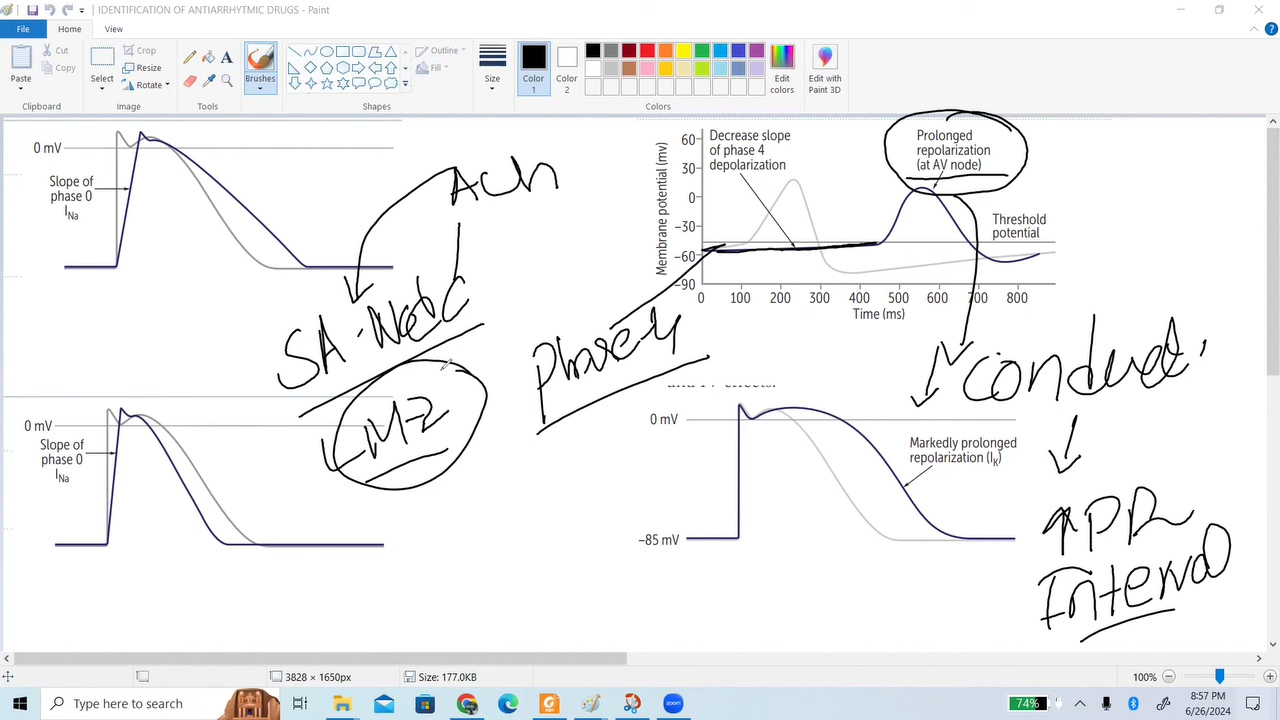 IDENTIFICATION OF ANTIARRHYTMIC DRUGS - Paint
File
Home
View
Paste
Cut
Copy
Clipboard
Select
Crop
Resize
Rotate
Image
Tools
Brushes
Shapes
Outline
Fill
Size
Color
1
Color
2
Colors
Edit
colors
Edit with
Paint 3D
0 mV
Slope of
phase 0
INa
ACh
SA-Node
M-2
Phase 4
Membrane potential (mv)
60
30
0
−30
−60
−90
Decrease slope
of phase 4
depolarization
Prolonged
repolarization
(at AV node)
Threshold
potential
0
100
200
300
400
500
600
700
800
Time (ms)
Conduct
↑PR
Interval
0 mV
Slope of
phase 0
INa
0 mV
Markedly prolonged
repolarization (IK)
−85 mV
3828 × 1650px
Size: 177.0KB
100%
Type here to search
zoom
74%
8:57 PM
6/26/2024